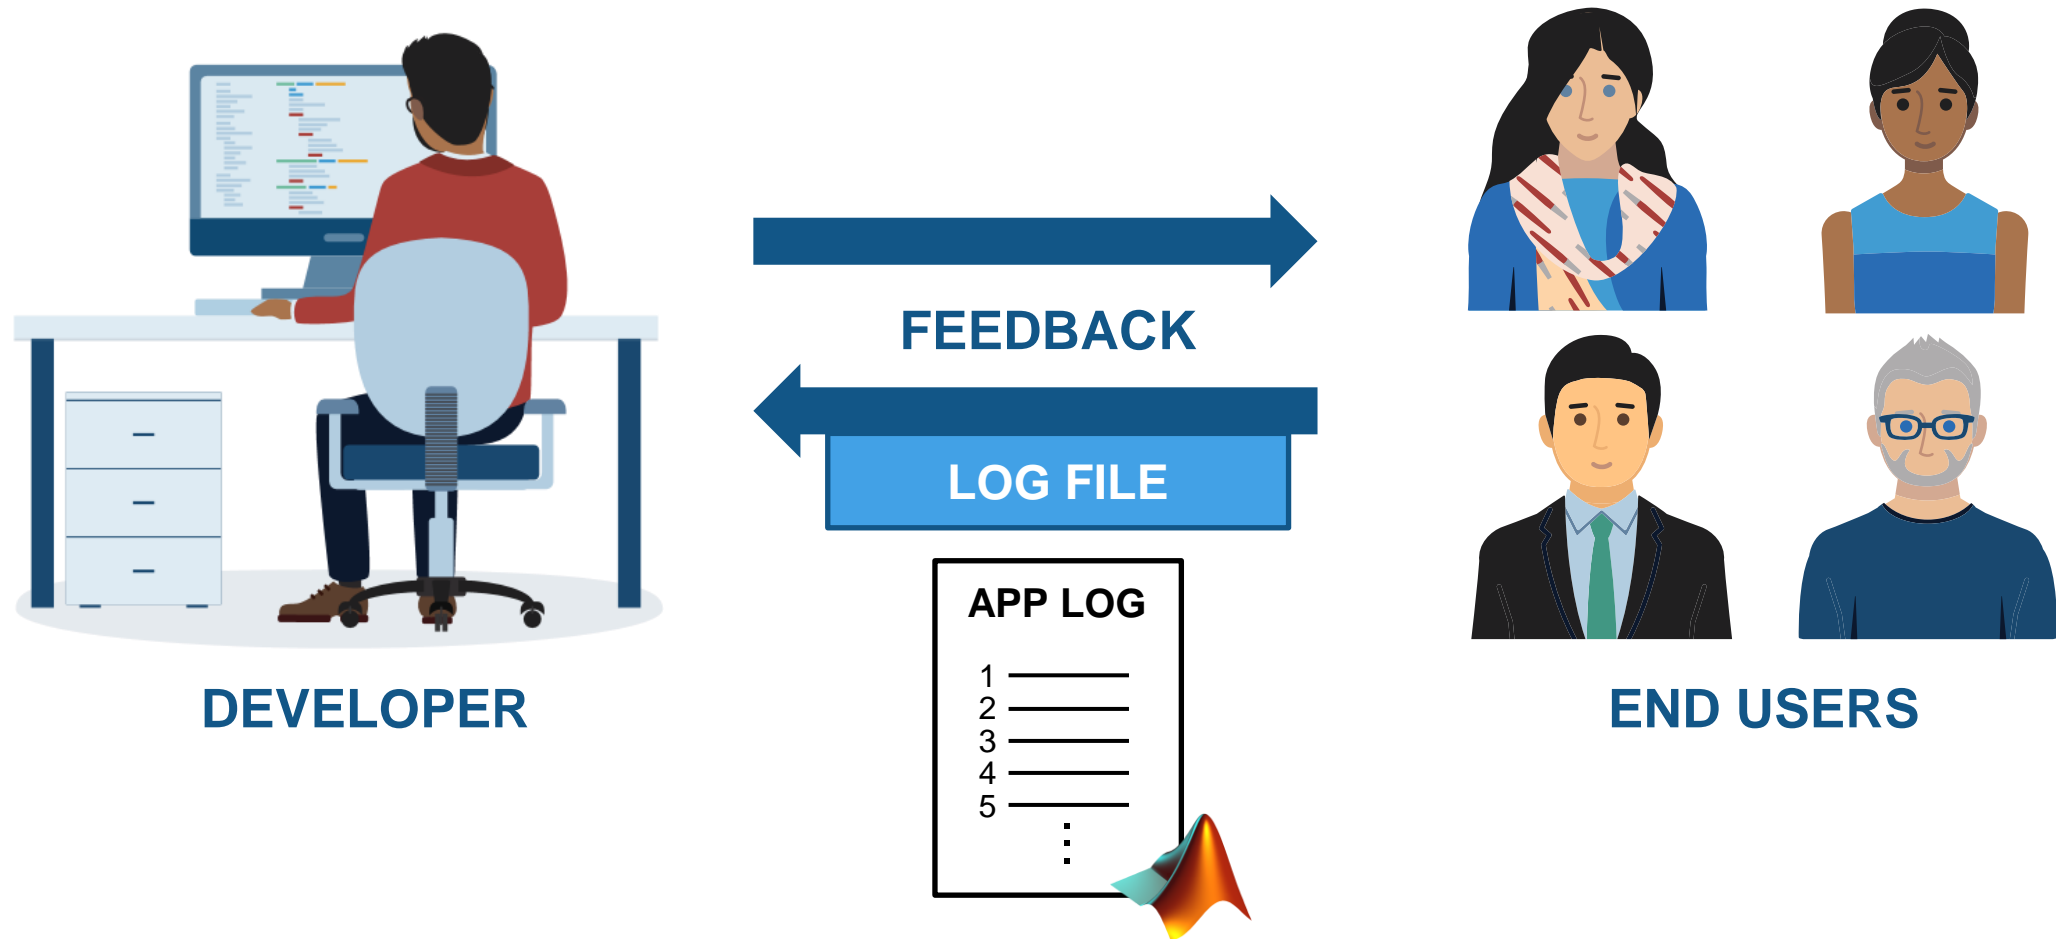 FEEDBACK
LOG FILE
APP LOG
1
2
3
4
5
DEVELOPER
END USERS